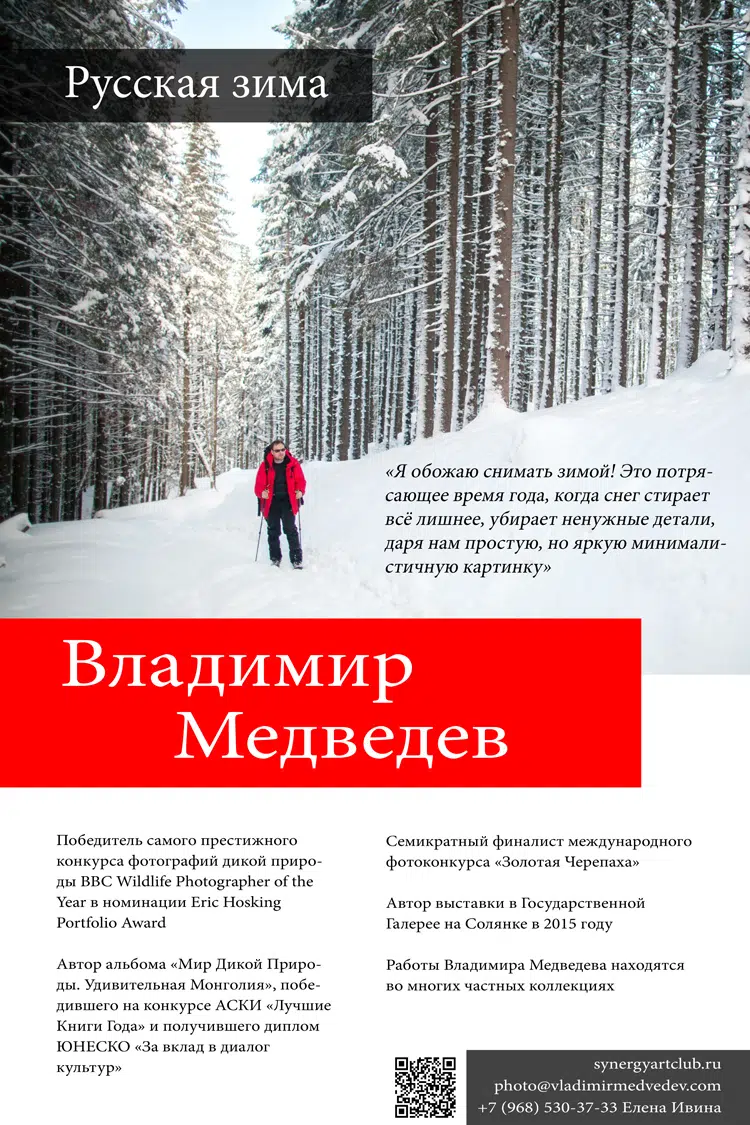 Русская зима
«Я обожаю снимать зимой! Это потря-
сающее время года, когда снег стирает
всё лишнее, убирает ненужные детали,
даря нам простую, но яркую минимали-
стичную картинку»
Владимир
Медведев
Победитель самого престижного
конкурса фотографий дикой приро-
ды BBC Wildlife Photographer of the
Year в номинации Eric Hosking
Portfolio Award
Автор альбома «Мир Дикой Приро-
ды. Удивительная Монголия», побе-
дившего на конкурсе АСКИ «Лучшие
Книги Года» и получившего диплом
ЮНЕСКО «За вклад в диалог
культур»
Семикратный финалист международного
фотоконкурса «Золотая Черепаха»
Автор выставки в Государственной
Галерее на Солянке в 2015 году
Работы Владимира Медведева находятся
во многих частных коллекциях
synergyartclub.ru
photo@vladimirmedvedev.com
+7 (968) 530-37-33 Елена Ивина